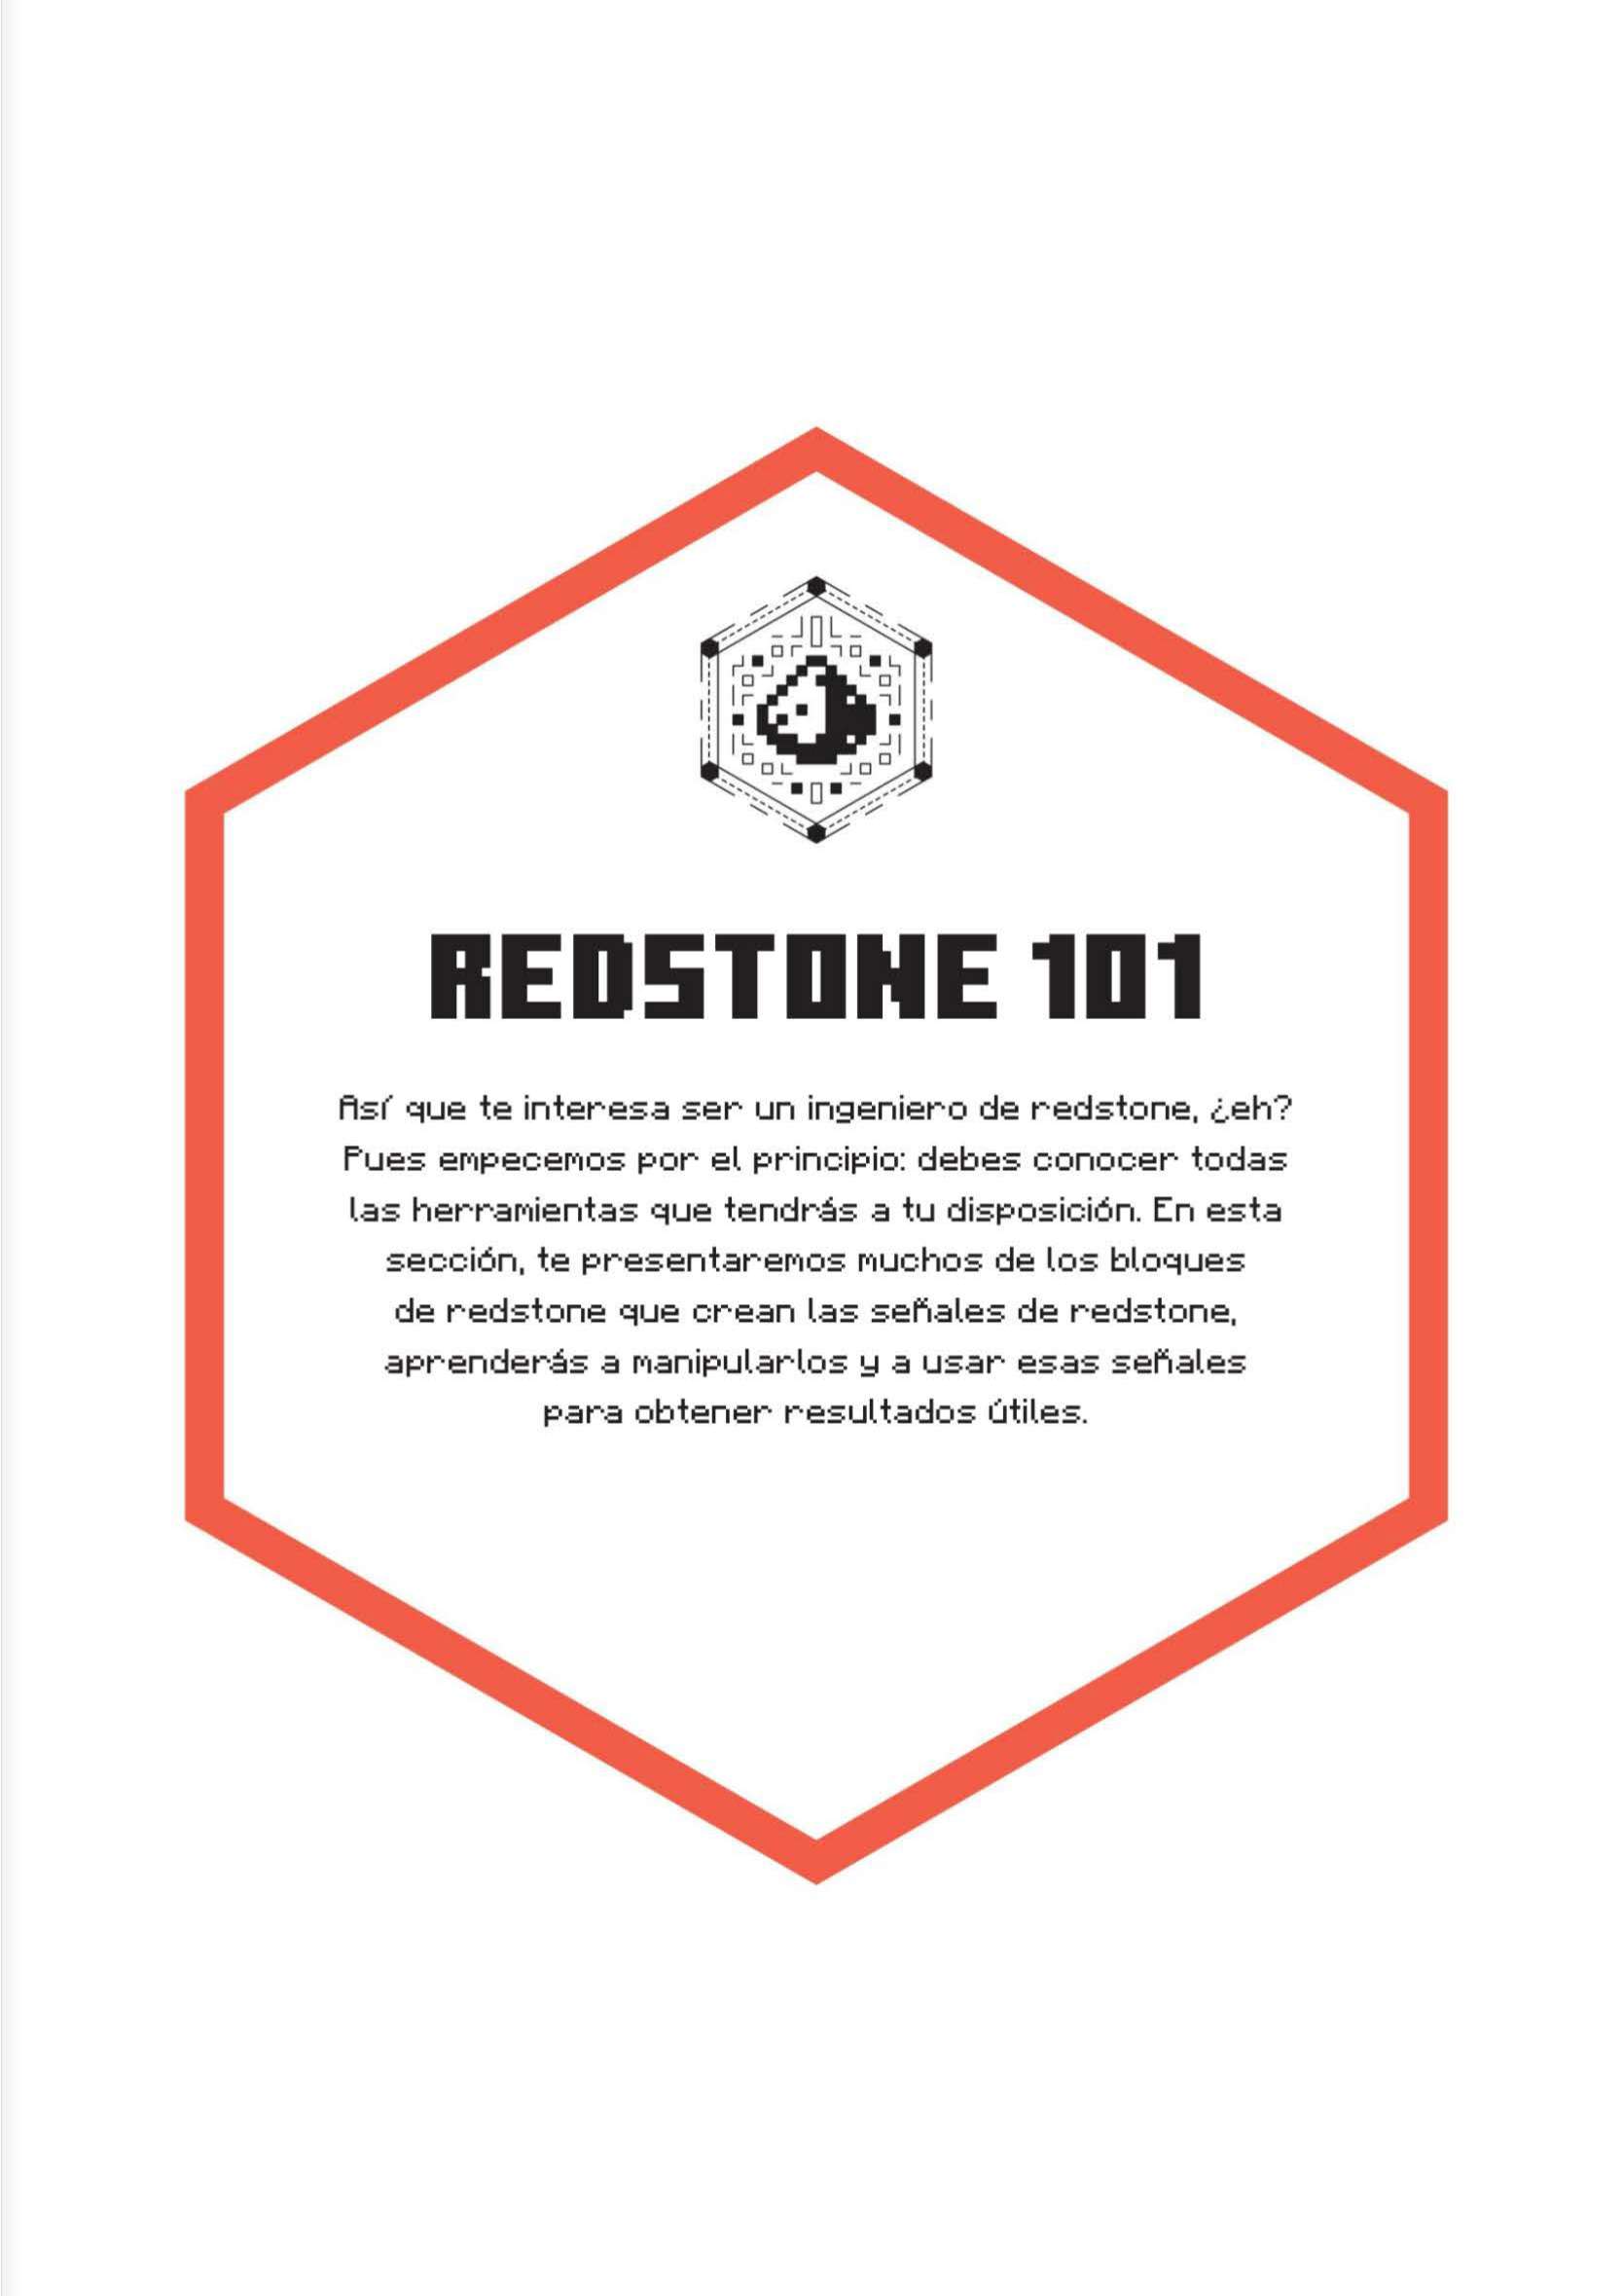 REDSTONE 101
Así que te interesa ser un ingeniero de redstone, ¿eh?
Pues empecemos por el principio: debes conocer todas
las herramientas que tendrás a tu disposición. En esta
sección, te presentaremos muchos de los bloques
de redstone que crean las señales de redstone,
aprenderás a manipularlos y a usar esas señales
para obtener resultados útiles.